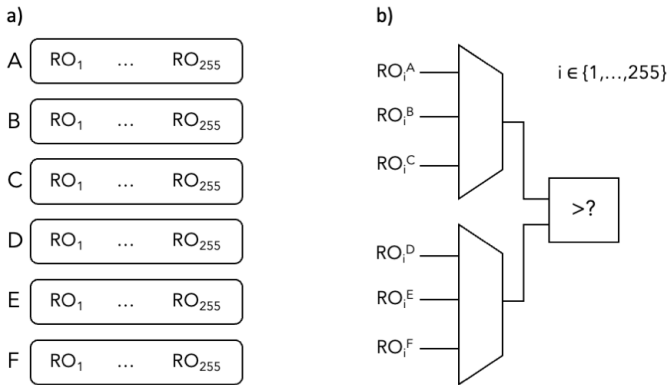 a)
A RO₁ ... RO₂₅₅
B RO₁ ... RO₂₅₅
C RO₁ ... RO₂₅₅
D RO₁ ... RO₂₅₅
E RO₁ ... RO₂₅₅
F RO₁ ... RO₂₅₅
b)
ROᵢᴬ
i ∈ {1,...,255}
ROᵢᴮ
ROᵢᶜ
>?
ROᵢᴰ
ROᵢᴱ
ROᵢᶠ